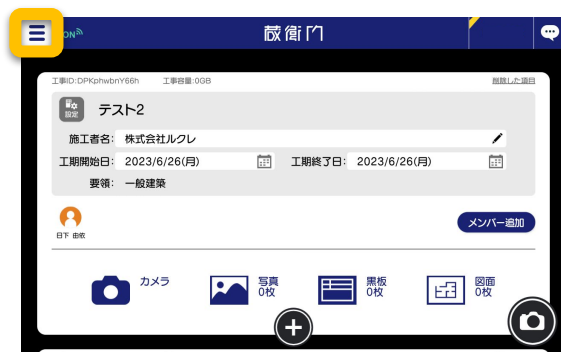 ON
蔵衛門
工事ID:DPKphwbnY66h 工事容量:0GB 削除した項目
設定 テスト2
施工者名: 株式会社ルクレ
工期開始日: 2023/6/26(月) 工期終了日: 2023/6/26(月)
要領: 一般建築
日下 由依
メンバー追加
カメラ 写真 黒板 図面
0枚 0枚 0枚